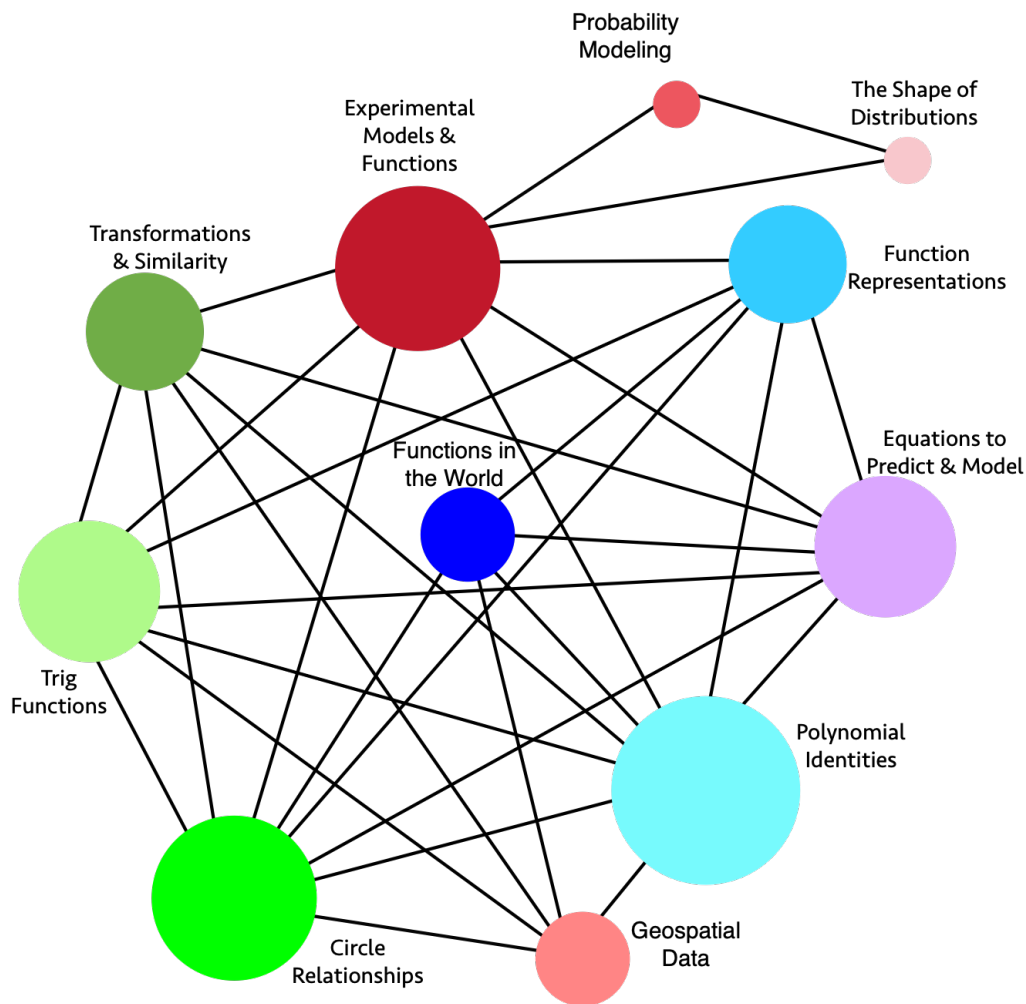 Probability
Modeling
The Shape of
Distributions
Experimental
Models &
Functions
Transformations
& Similarity
Function
Representations
Functions in
the World
Equations to
Predict & Model
Trig
Functions
Polynomial
Identities
Geospatial
Data
Circle
Relationships